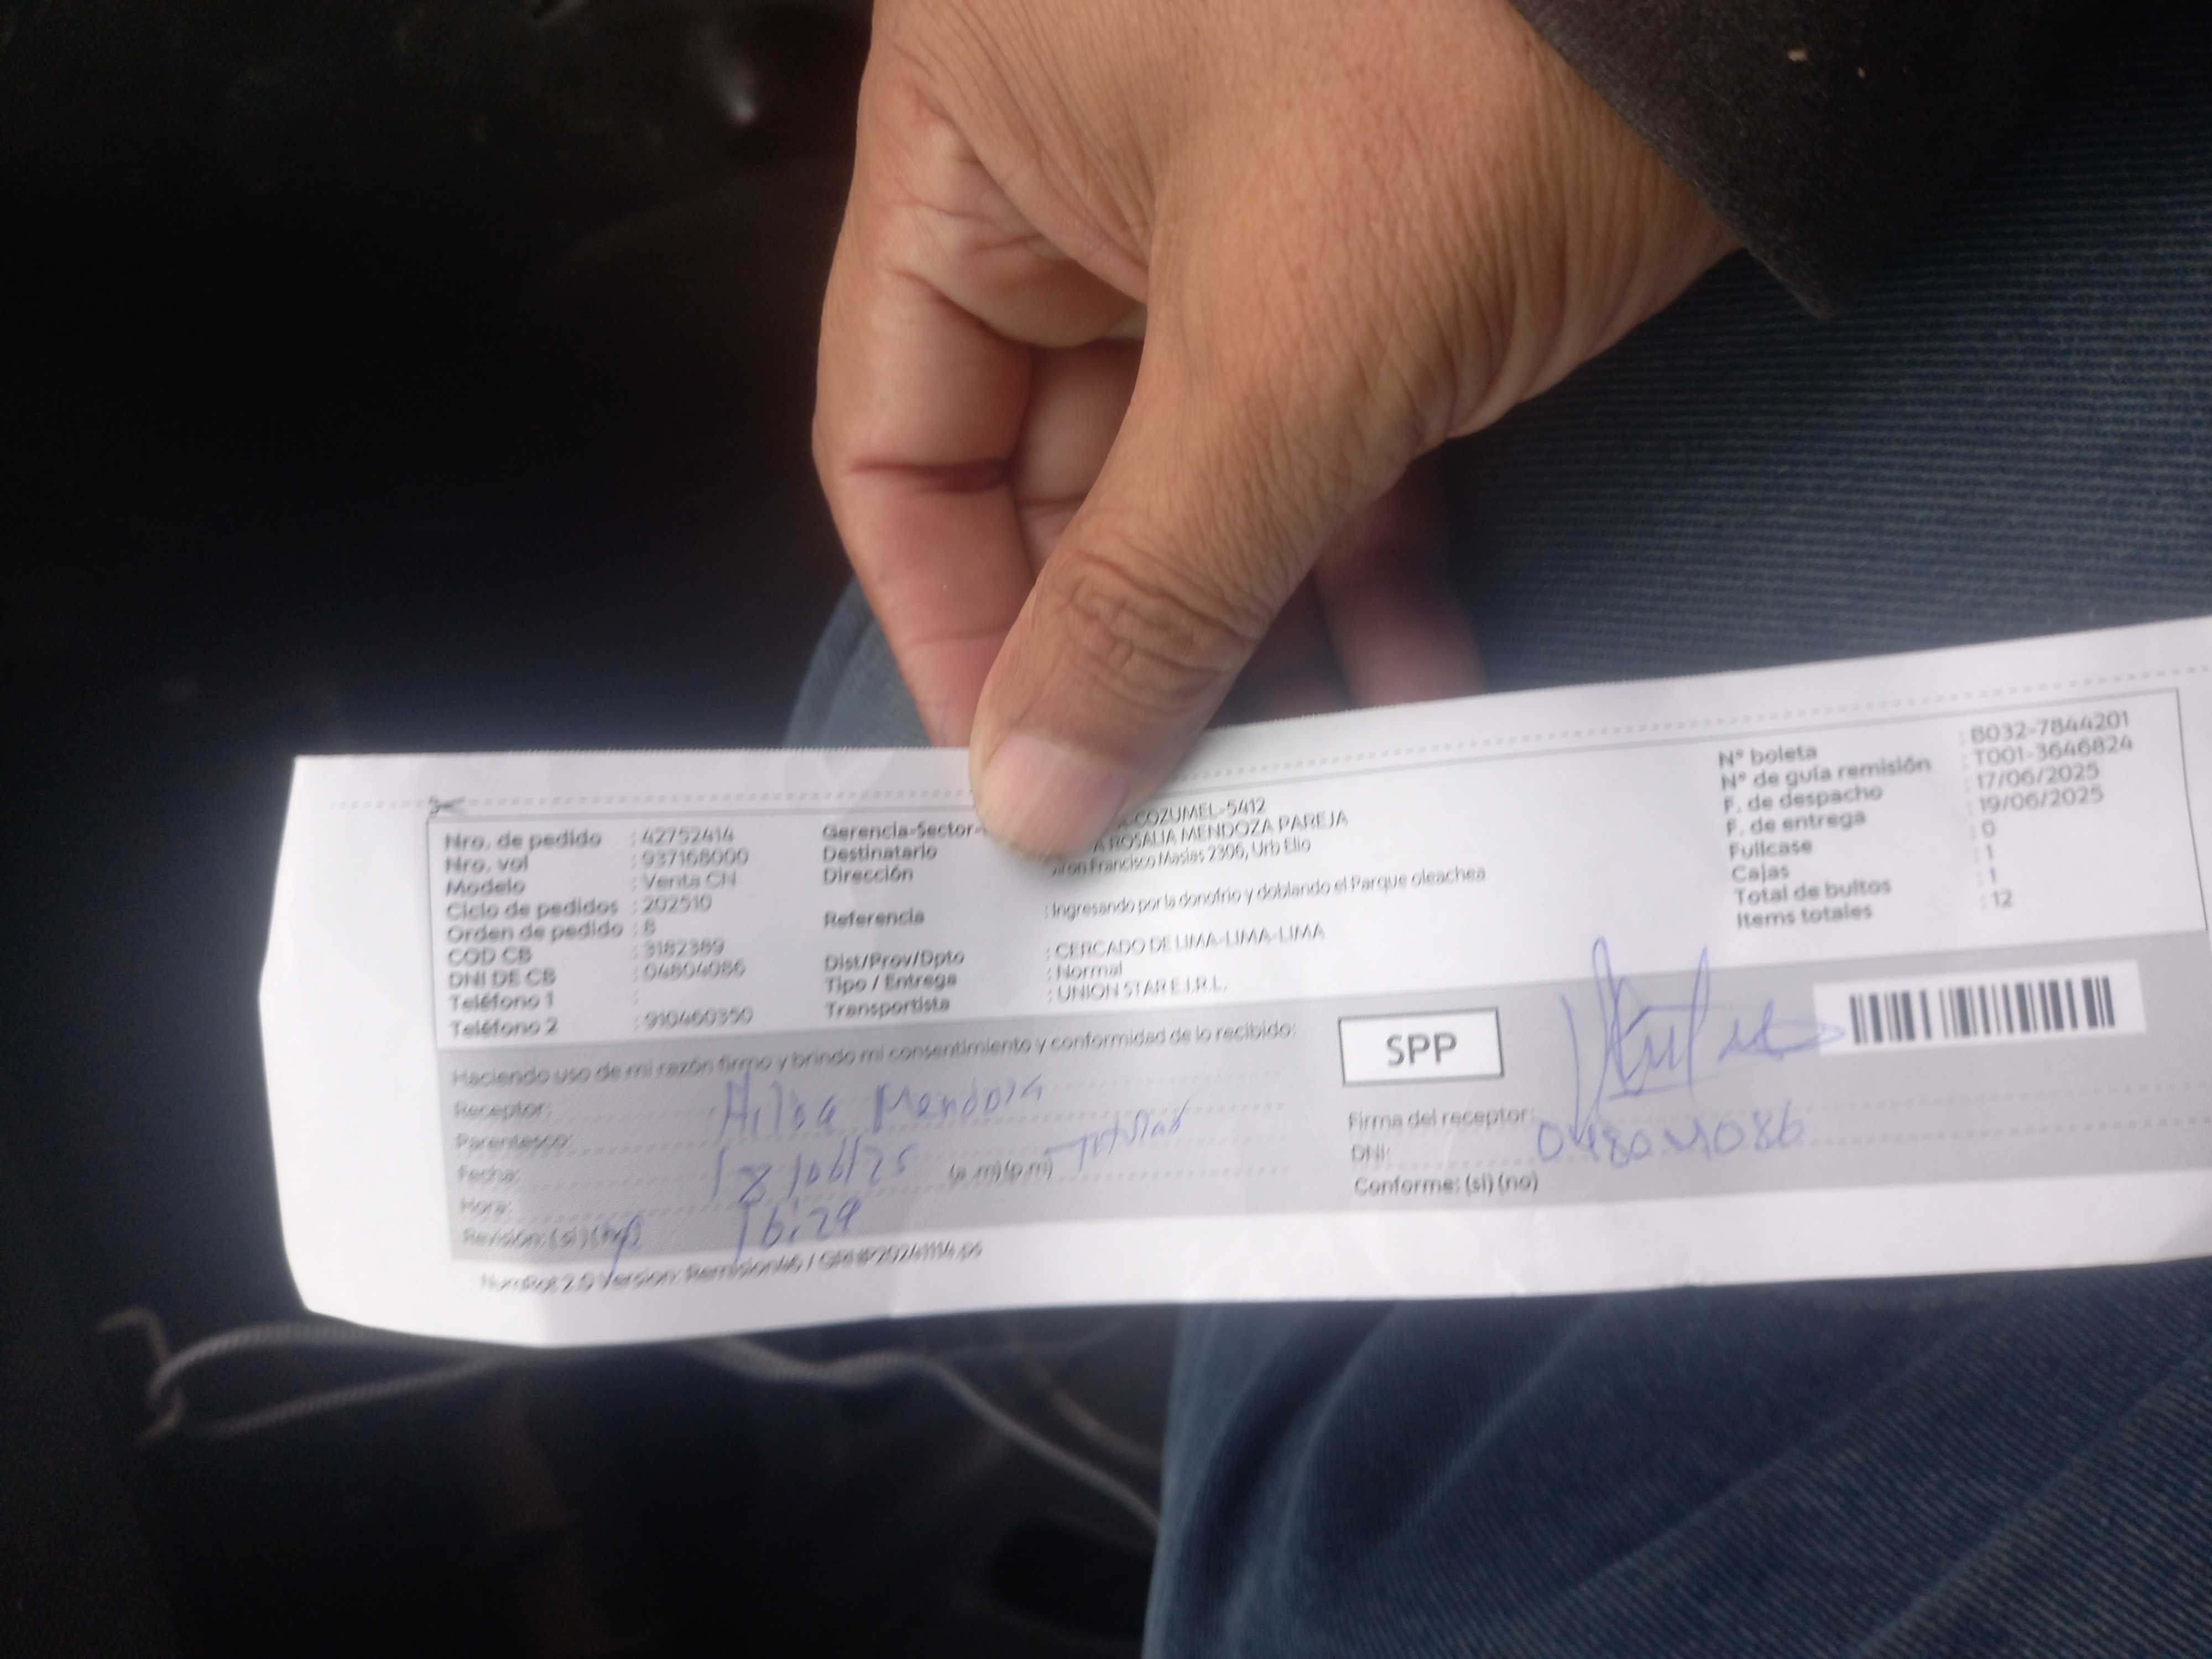 Nro. de pedido : 42752414
Nro. vol : 937168000
Modelo : Venta CN
Ciclo de pedidos : 202510
Orden de pedido : 8
COD CB : 3182389
DNI DE CB : 04804086
Teléfono 1 :
Teléfono 2 : 910460350
Gerencia-Sector- COZUMEL-5412
Destinatario A ROSALIA MENDOZA PAREJA
Dirección Jiron Francisco Masias 2306, Urb Elio
Referencia : Ingresando por la donofrio y doblando el Parque oleachea
Dist/Prov/Dpto : CERCADO DE LIMA-LIMA-LIMA
Tipo / Entrega : Normal
Transportista : UNION STAR E.I.R.L.
N° boleta : B032-7844201
N° de guía remisión : T001-3646824
F. de despacho : 17/06/2025
F. de entrega : 19/06/2025
Fullcase : 0
Cajas : 1
Total de bultos : 1
Items totales : 12
Haciendo uso de mi razón firmo y brindo mi consentimiento y conformidad de lo recibido:
Receptor: Mendoza
Parentesco: Titular
Fecha: 18/06/25 (a.m)(p.m)
Hora: 16:29
Revisión: (si) (no)
SPP
Firma del receptor:
DNI: 04804086
Conforme: (si) (no)
2.0 Version: